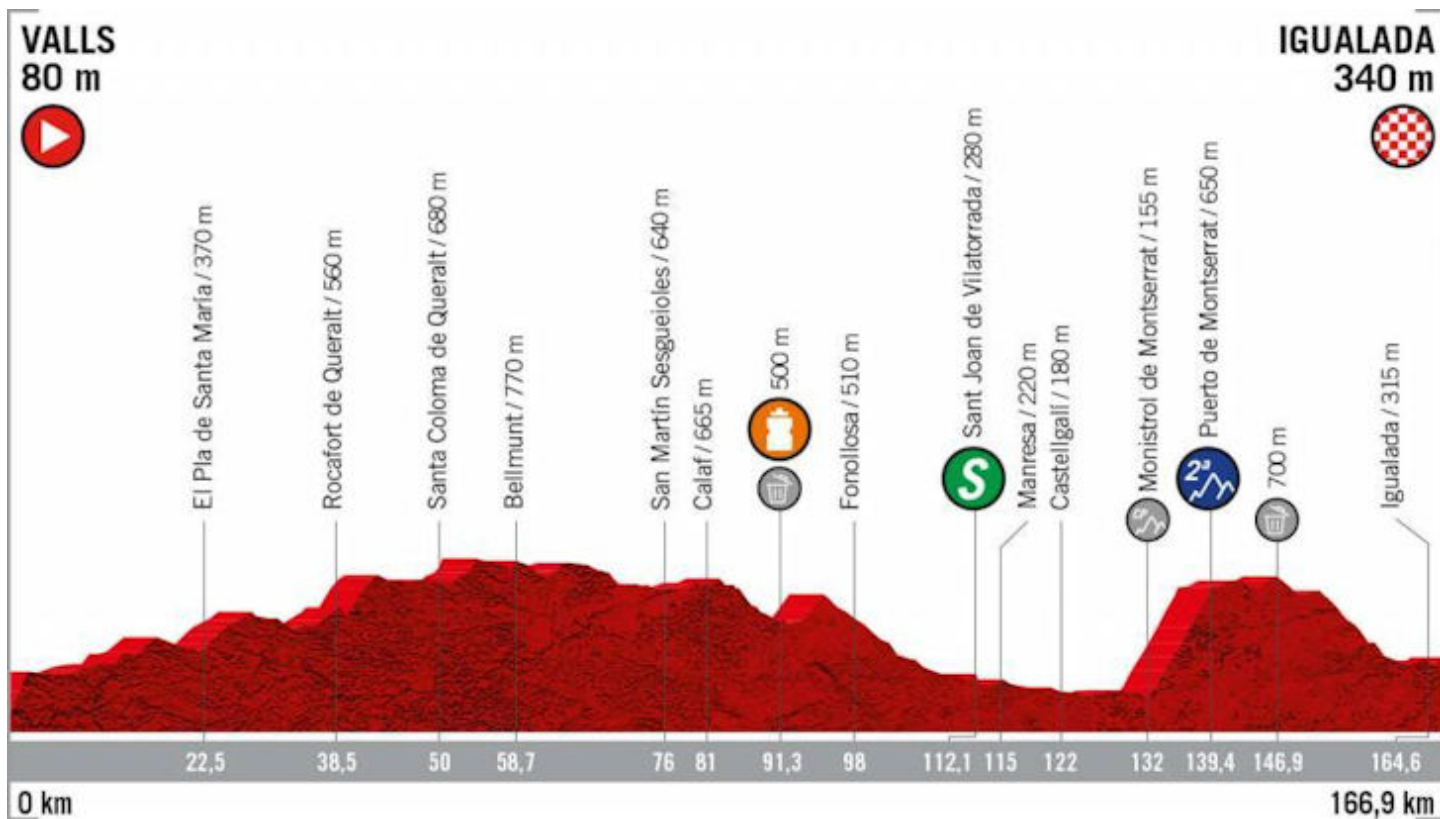 VALLS
80 m
IGUALADA
340 m
El Pla de Santa María / 370 m
Rocafort de Queralt / 560 m
Santa Coloma de Queralt / 680 m
Bellmunt / 770 m
San Martín Sesgueioles / 640 m
Calaf / 665 m
500 m
Fonollosa / 510 m
Sant Joan de Vilatorrada / 280 m
S
Manresa / 220 m
Castellgalí / 180 m
Monistrol de Montserrat / 155 m
CP
Puerto de Montserrat / 650 m
2ª
700 m
Igualada / 315 m
22,5 38,5 50 58,7 76 81 91,3 98 112,1 115 122 132 139,4 146,9 164,6
0 km 166,9 km